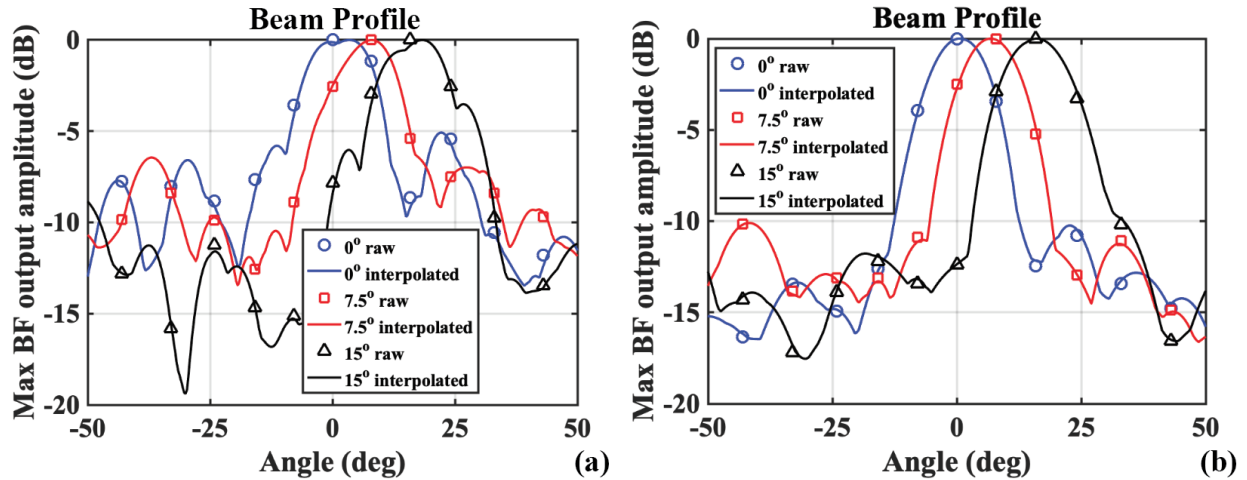 Beam Profile
Max BF output amplitude (dB)
0
-5
-10
-15
-20
-50
-25
0
25
50
Angle (deg)
(a)
0° raw
0° interpolated
7.5° raw
7.5° interpolated
15° raw
15° interpolated
Beam Profile
Max BF output amplitude (dB)
0
-5
-10
-15
-20
-50
-25
0
25
50
Angle (deg)
(b)
0° raw
0° interpolated
7.5° raw
7.5° interpolated
15° raw
15° interpolated